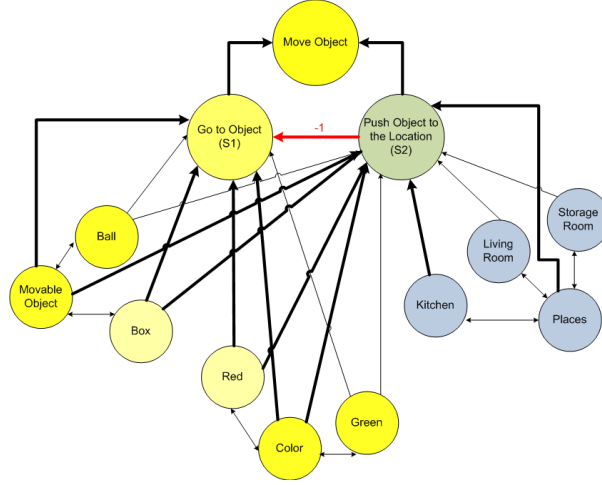 Move Object
Go to Object
(S1)
-1
Push Object to
the Location
(S2)
Ball
Storage
Room
Living
Room
Movable
Object
Kitchen
Places
Box
Red
Green
Color